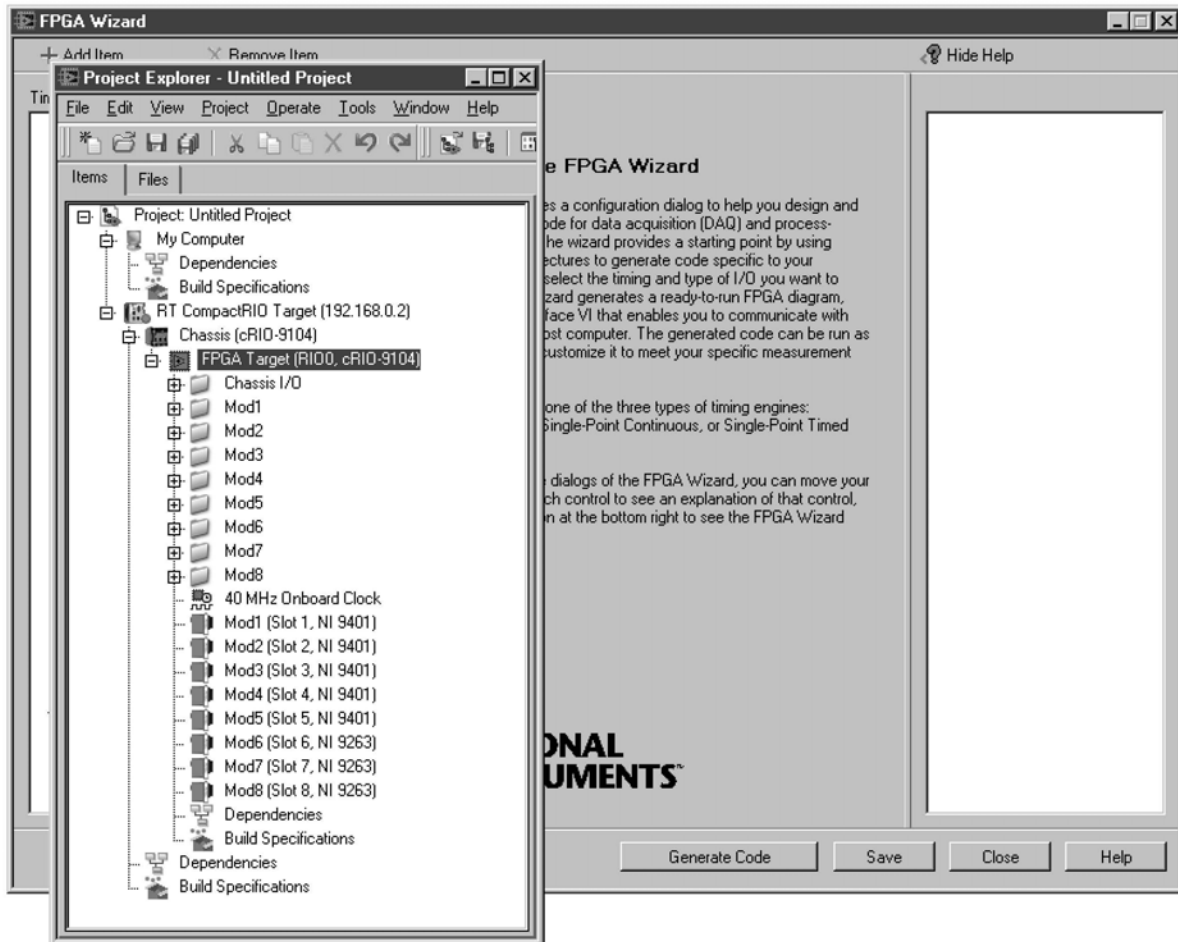 FPGA Wizard
Add Item Remove Item Hide Help
Project Explorer - Untitled Project
File Edit View Project Operate Tools Window Help
Items Files
Project: Untitled Project
My Computer
Dependencies
Build Specifications
RT CompactRIO Target (192.168.0.2)
Chassis (cRIO-9104)
FPGA Target (RIO0, cRIO-9104)
Chassis I/O
Mod1
Mod2
Mod3
Mod4
Mod5
Mod6
Mod7
Mod8
40 MHz Onboard Clock
Mod1 (Slot 1, NI 9401)
Mod2 (Slot 2, NI 9401)
Mod3 (Slot 3, NI 9401)
Mod4 (Slot 4, NI 9401)
Mod5 (Slot 5, NI 9401)
Mod6 (Slot 6, NI 9263)
Mod7 (Slot 7, NI 9263)
Mod8 (Slot 8, NI 9263)
Dependencies
Build Specifications
Dependencies
Build Specifications
e FPGA Wizard
es a configuration dialog to help you design and
ode for data acquisition (DAQ) and process-
he wizard provides a starting point by using
ectures to generate code specific to your
select the timing and type of I/O you want to
zard generates a ready-to-run FPGA diagram,
face VI that enables you to communicate with
ost computer. The generated code can be run as
customize it to meet your specific measurement
one of the three types of timing engines:
Single-Point Continuous, or Single-Point Timed
e dialogs of the FPGA Wizard, you can move your
ch control to see an explanation of that control,
n at the bottom right to see the FPGA Wizard
ONAL
UMENTS™
Generate Code Save Close Help